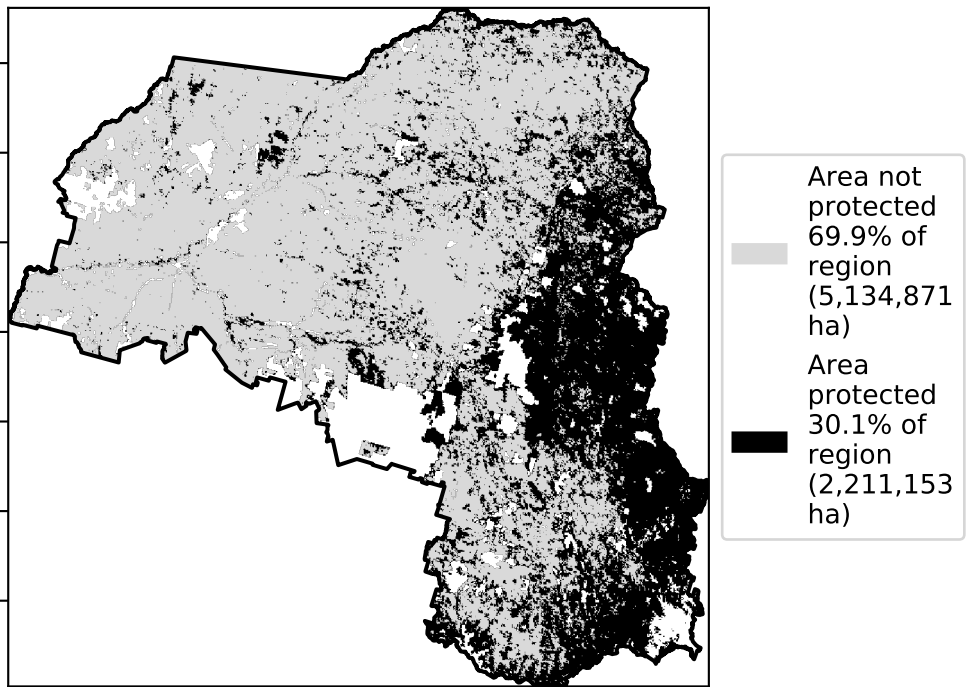 Area not
protected
69.9% of
region
(5,134,871
ha)
Area
protected
30.1% of
region
(2,211,153
ha)